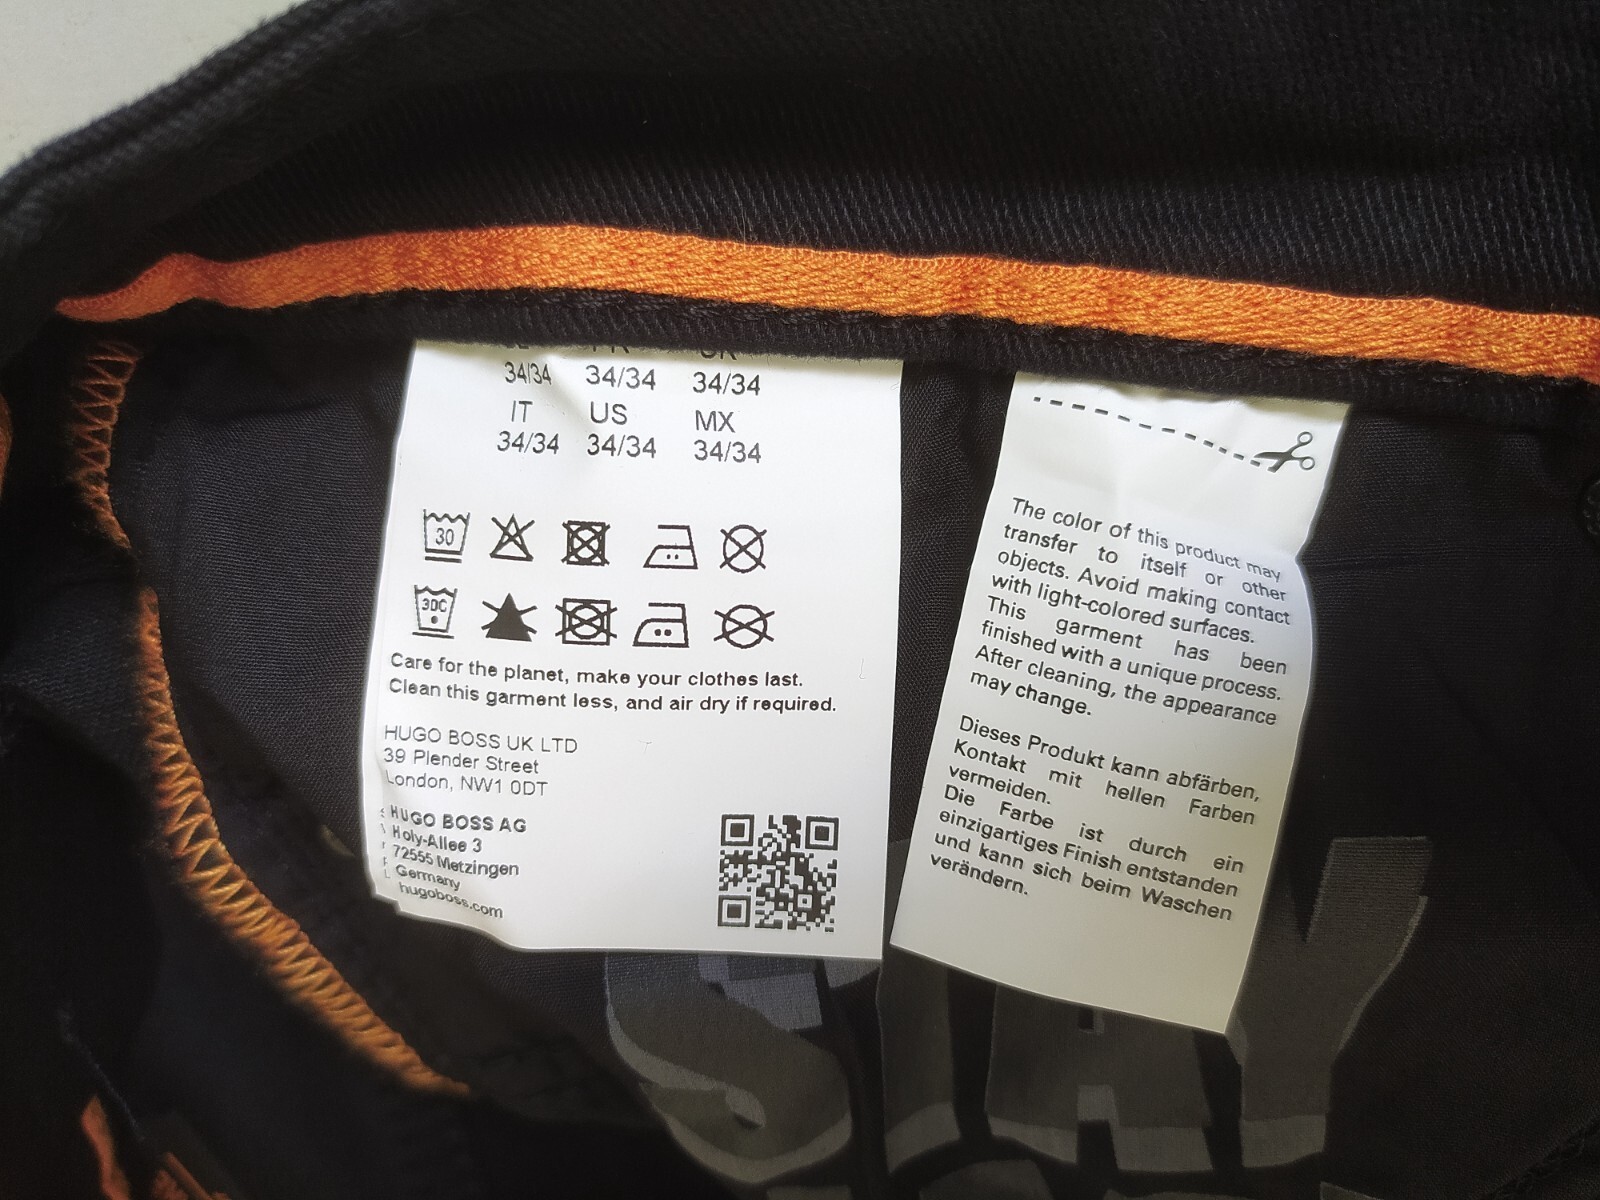 34/34 34/34 34/34
IT US MX
34/34 34/34 34/34
30
30C
Care for the planet, make your clothes last.
Clean this garment less, and air dry if required.
HUGO BOSS UK LTD
39 Plender Street
London, NW1 0DT
HUGO BOSS AG
Holy-Allee 3
72555 Metzingen
Germany
hugoboss.com
The color of this product may
transfer to itself or other
objects. Avoid making contact
with light-colored surfaces.
This garment has been
finished with a unique process.
After cleaning, the appearance
may change.
Dieses Produkt kann abfärben,
Kontakt mit hellen Farben
vermeiden.
Die Farbe ist durch ein
einzigartiges Finish entstanden
und kann sich beim Waschen
verändern.
STAY